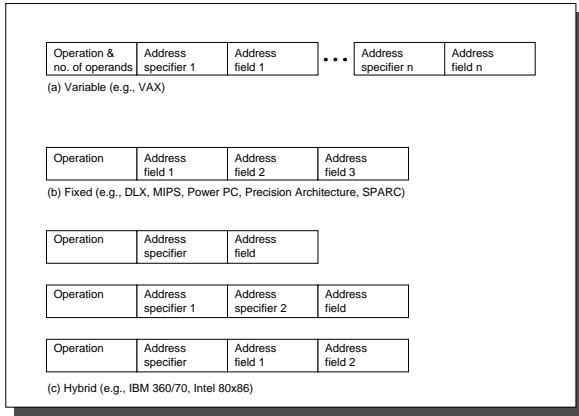 Operation & no. of operands Address specifier 1 Address field 1 • • • Address specifier n Address field n
(a) Variable (e.g., VAX)
Operation Address field 1 Address field 2 Address field 3
(b) Fixed (e.g., DLX, MIPS, Power PC, Precision Architecture, SPARC)
Operation Address specifier Address field
Operation Address specifier 1 Address specifier 2 Address field
Operation Address specifier Address field 1 Address field 2
(c) Hybrid (e.g., IBM 360/70, Intel 80x86)